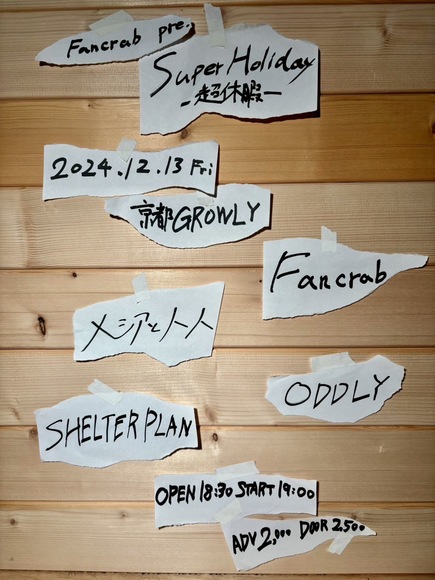 Fancrab pre.
Super Holiday
-超休暇-
2024.12.13 Fri
京都GROWLY
Fancrab
メシアと人人
ODDLY
SHELTER PLAN
OPEN 18:30 START 19:00
ADV 2,000 DOOR 2,500